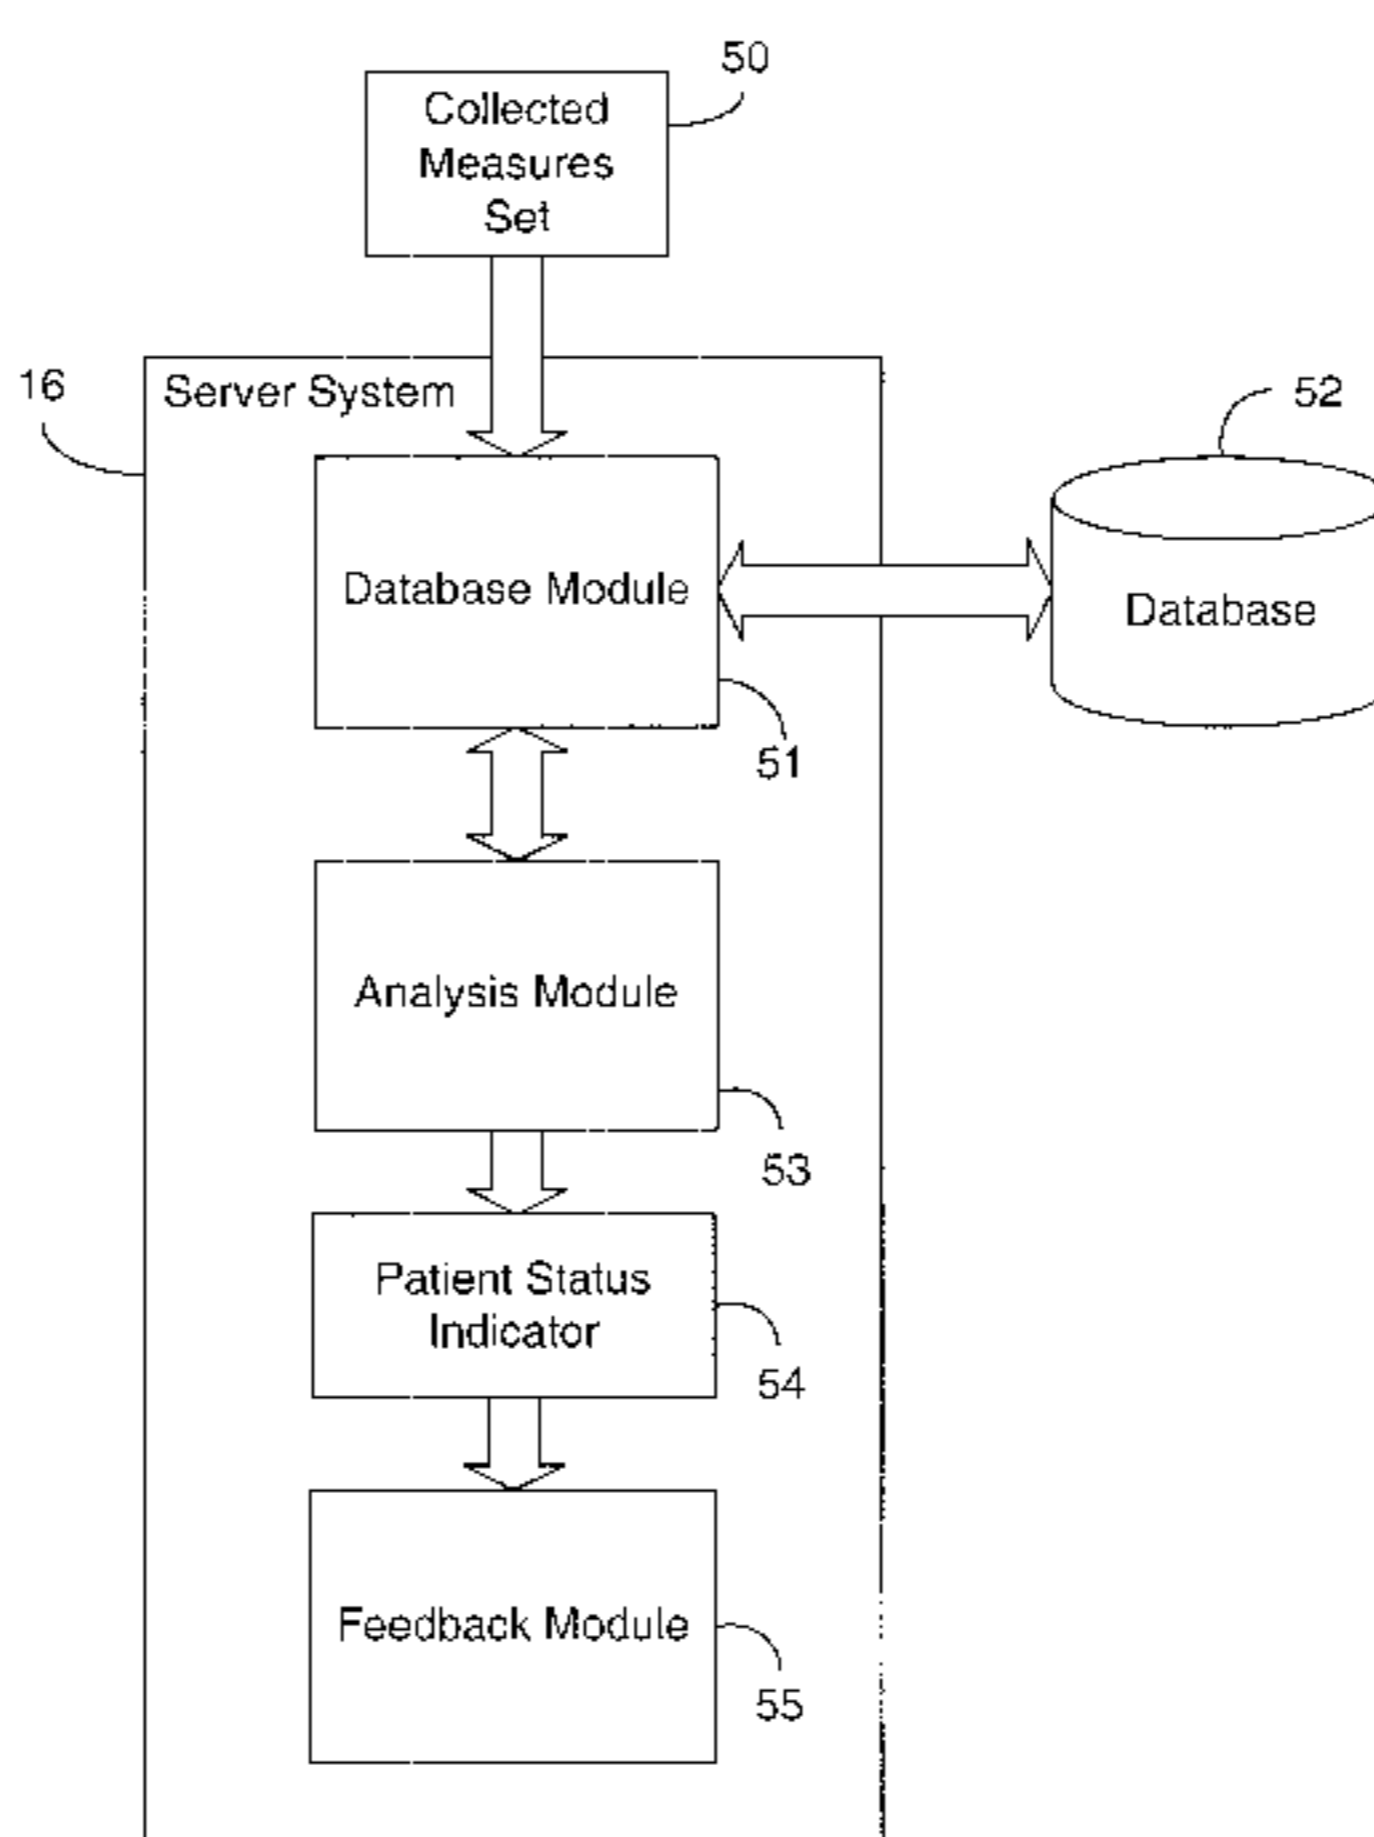 50
Collected
Measures
Set
16
Server System
52
Database Module
Database
51
Analysis Module
53
Patient Status
Indicator
54
Feedback Module
55